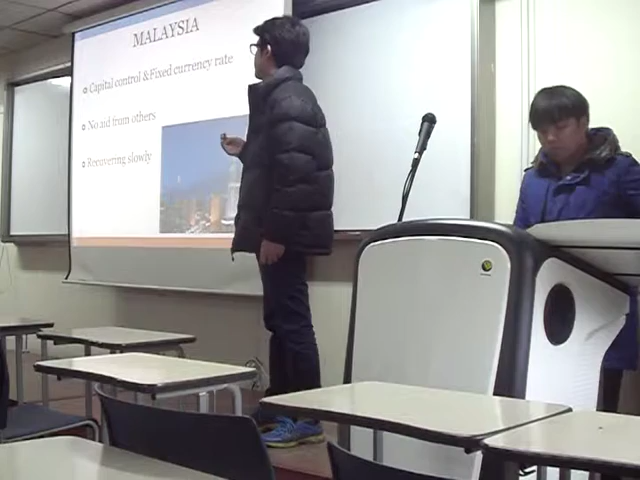 MALAYSIA
Capital control &Fixed currency rate
No aid from others
Recovering slowly